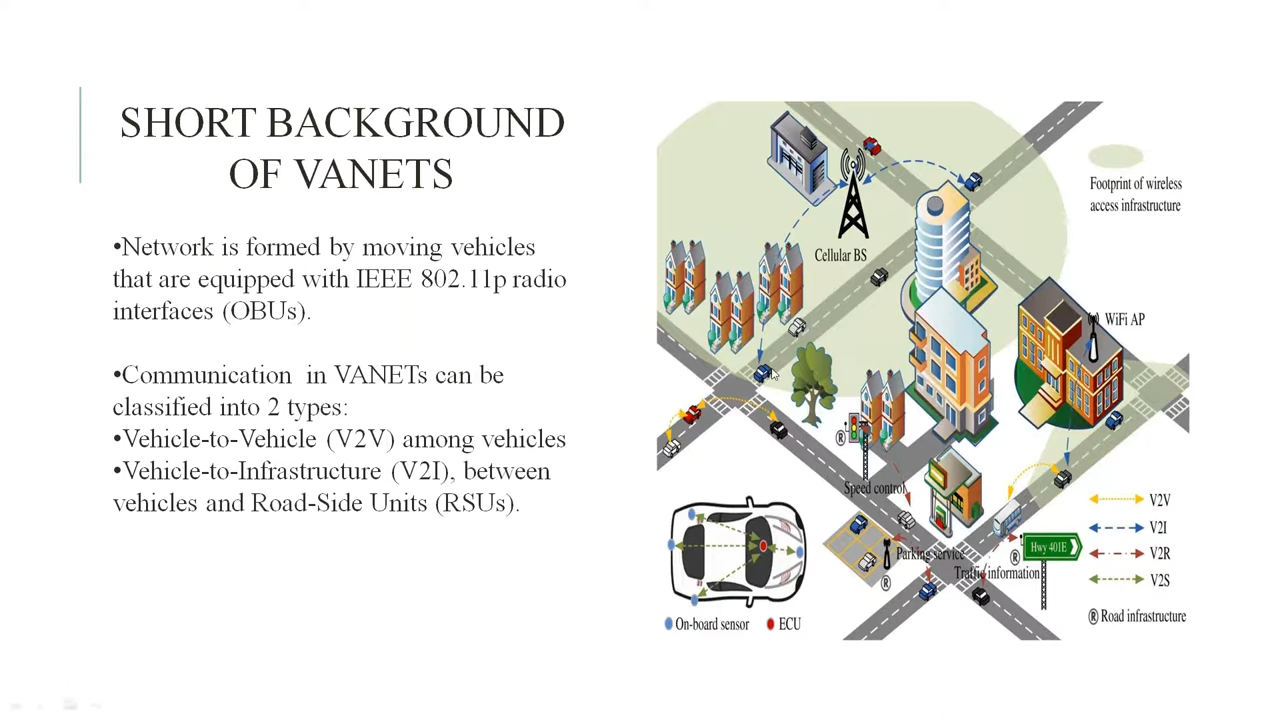 SHORT BACKGROUND
OF VANETS
•Network is formed by moving vehicles
that are equipped with IEEE 802.11p radio
interfaces (OBUs).
•Communication in VANETs can be
classified into 2 types:
•Vehicle-to-Vehicle (V2V) among vehicles
•Vehicle-to-Infrastructure (V2I), between
vehicles and Road-Side Units (RSUs).
Footprint of wireless
access infrastructure
Cellular BS
WiFi AP
®
Speed control
Parking service
®
Traffic information
®
Hwy 401E
V2V
V2I
V2R
V2S
® Road infrastructure
On-board sensor
ECU